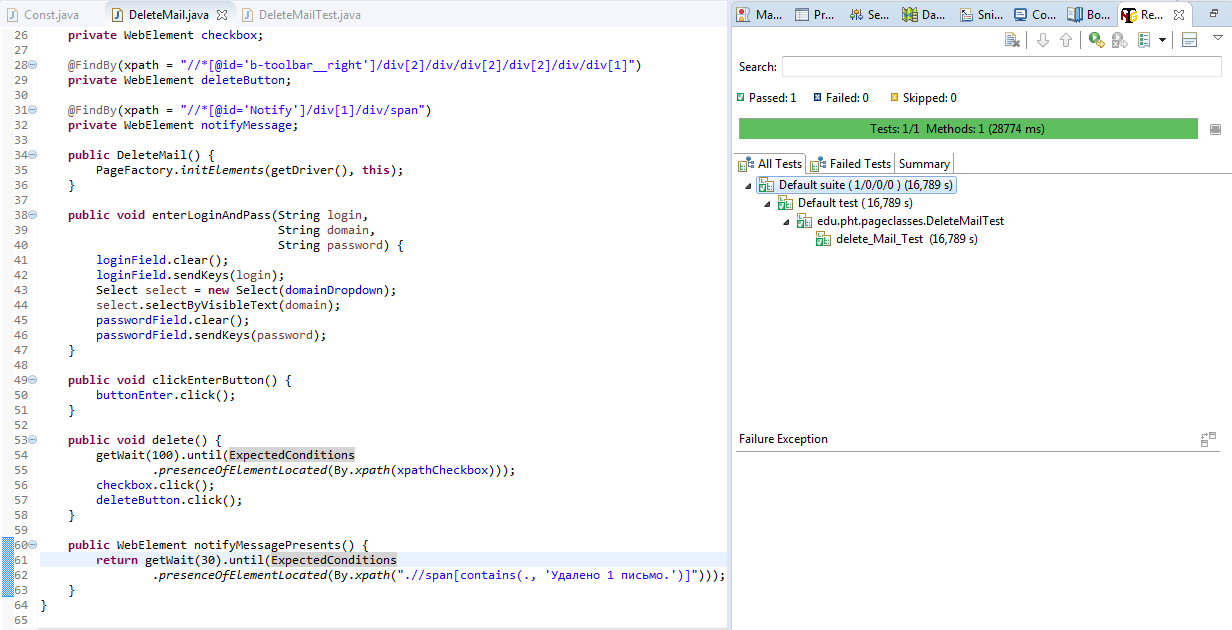 Const.java
DeleteMail.java
DeleteMailTest.java
26 private WebElement checkbox;
27
28 @FindBy(xpath = "//*[@id='b-toolbar__right']/div[2]/div/div[2]/div[2]/div/div[1]")
29 private WebElement deleteButton;
30
31 @FindBy(xpath = "//*[@id='Notify']/div[1]/div/span")
32 private WebElement notifyMessage;
33
34 public DeleteMail() {
35 PageFactory.initElements(getDriver(), this);
36 }
37
38 public void enterLoginAndPass(String login,
39 String domain,
40 String password) {
41 loginField.clear();
42 loginField.sendKeys(login);
43 Select select = new Select(domainDropdown);
44 select.selectByVisibleText(domain);
45 passwordField.clear();
46 passwordField.sendKeys(password);
47 }
48
49 public void clickEnterButton() {
50 buttonEnter.click();
51 }
52
53 public void delete() {
54 getWait(100).until(ExpectedConditions
55 .presenceOfElementLocated(By.xpath(xpathCheckbox)));
56 checkbox.click();
57 deleteButton.click();
58 }
59
60 public WebElement notifyMessagePresents() {
61 return getWait(30).until(ExpectedConditions
62 .presenceOfElementLocated(By.xpath(".//span[contains(., 'Удалено 1 письмо.')]")));
63 }
64 }
65
Ma... Pr... Se... Da... Sni... Co... Bo... Re...
Search:
Passed: 1 Failed: 0 Skipped: 0
Tests: 1/1 Methods: 1 (28774 ms)
All Tests Failed Tests Summary
Default suite ( 1/0/0/0 ) (16,789 s)
Default test ( 16,789 s)
edu.pht.pageclasses.DeleteMailTest
delete_Mail_Test (16,789 s)
Failure Exception